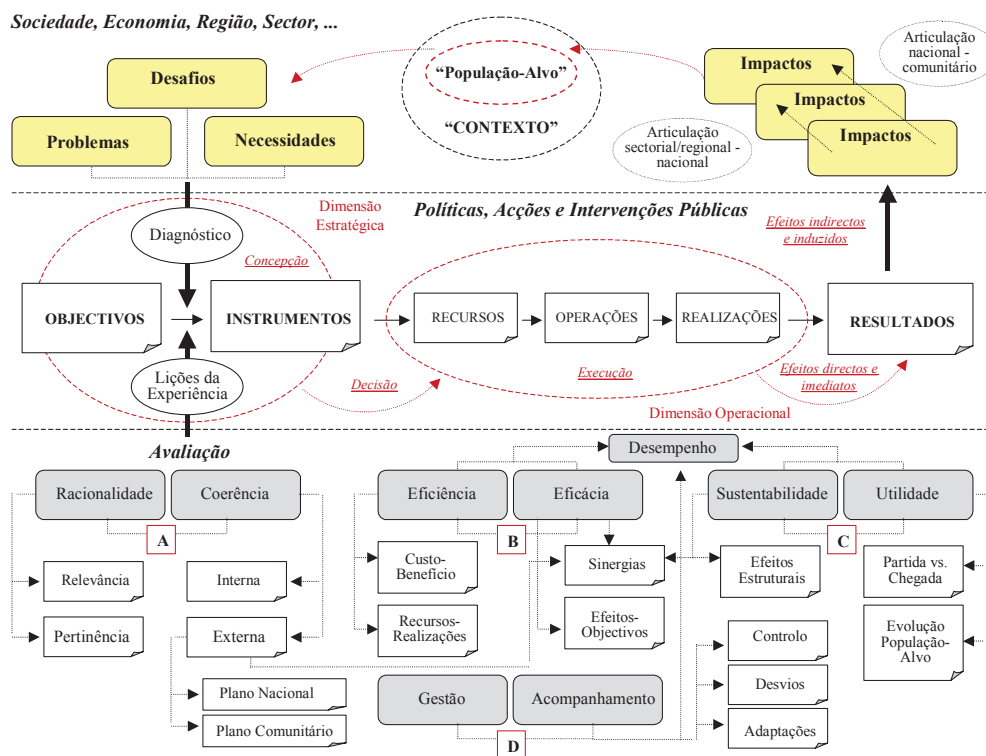 Sociedade, Economia, Região, Sector, ...
Desafios
Problemas
Necessidades
“População-Alvo”
“CONTEXTO”
Articulação
nacional -
comunitário
Impactos
Impactos
Impactos
Articulação
sectorial/regional -
nacional
Dimensão
Estratégica
Políticas, Acções e Intervenções Públicas
Efeitos indirectos
e induzidos
Diagnóstico
Concepção
OBJECTIVOS
INSTRUMENTOS
RECURSOS
OPERAÇÕES
REALIZAÇÕES
RESULTADOS
Lições da
Experiência
Decisão
Execução
Efeitos directos e
imediatos
Dimensão Operacional
Avaliação
Desempenho
Racionalidade
Coerência
Eficiência
Eficácia
Sustentabilidade
Utilidade
A
B
C
Relevância
Interna
Custo-
Benefício
Sinergias
Efeitos
Estruturais
Partida vs.
Chegada
Pertinência
Externa
Recursos-
Realizações
Efeitos-
Objectivos
Controlo
Evolução
População-
Alvo
Plano Nacional
Plano Comunitário
Gestão
Acompanhamento
Desvios
Adaptações
D